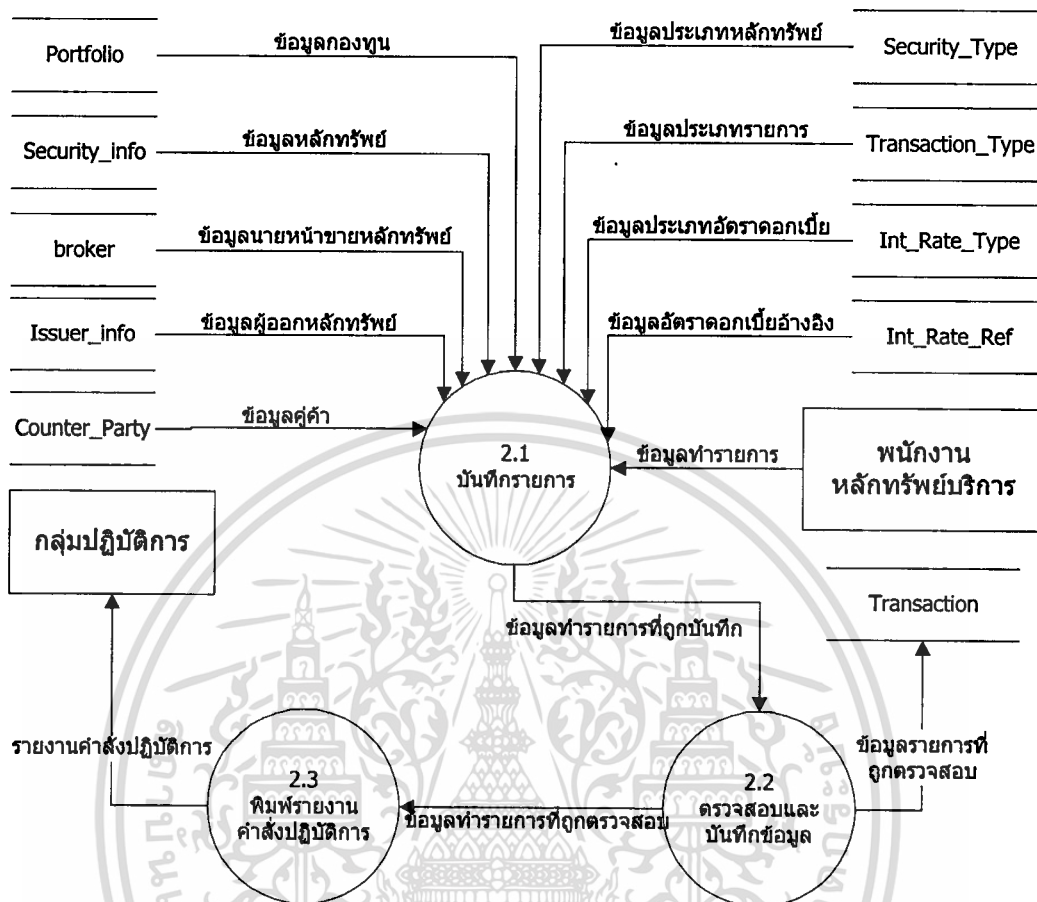 Portfolio
ข้อมูลกองทุน
ข้อมูลประเภทหลักทรัพย์
Security_Type
Security_info
ข้อมูลหลักทรัพย์
ข้อมูลประเภทรายการ
Transaction_Type
broker
ข้อมูลนายหน้าขายหลักทรัพย์
ข้อมูลประเภทอัตราดอกเบี้ย
Int_Rate_Type
Issuer_info
ข้อมูลผู้ออกหลักทรัพย์
ข้อมูลอัตราดอกเบี้ยอ้างอิง
Int_Rate_Ref
Counter_Party
ข้อมูลคู่ค้า
2.1
บันทึกรายการ
ข้อมูลทำรายการ
พนักงาน
หลักทรัพย์บริการ
กลุ่มปฏิบัติการ
Transaction
ข้อมูลทำรายการที่ถูกบันทึก
รายงานคำสั่งปฏิบัติการ
2.3
พิมพ์รายงาน
คำสั่งปฏิบัติการ
ข้อมูลทำรายการที่ถูกตรวจสอบ
2.2
ตรวจสอบและ
บันทึกข้อมูล
ข้อมูลรายการที่
ถูกตรวจสอบ